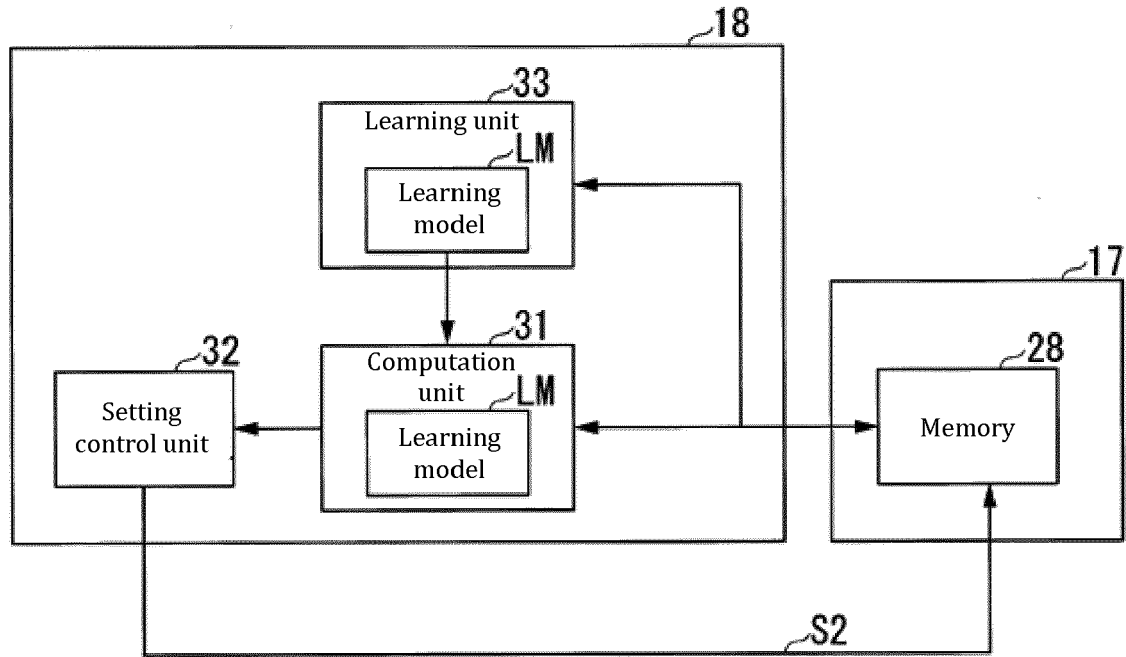 18
33
Learning unit
LM
Learning
model
17
31
32
Computation
unit
28
LM
Setting
control unit
Learning
model
Memory
S2